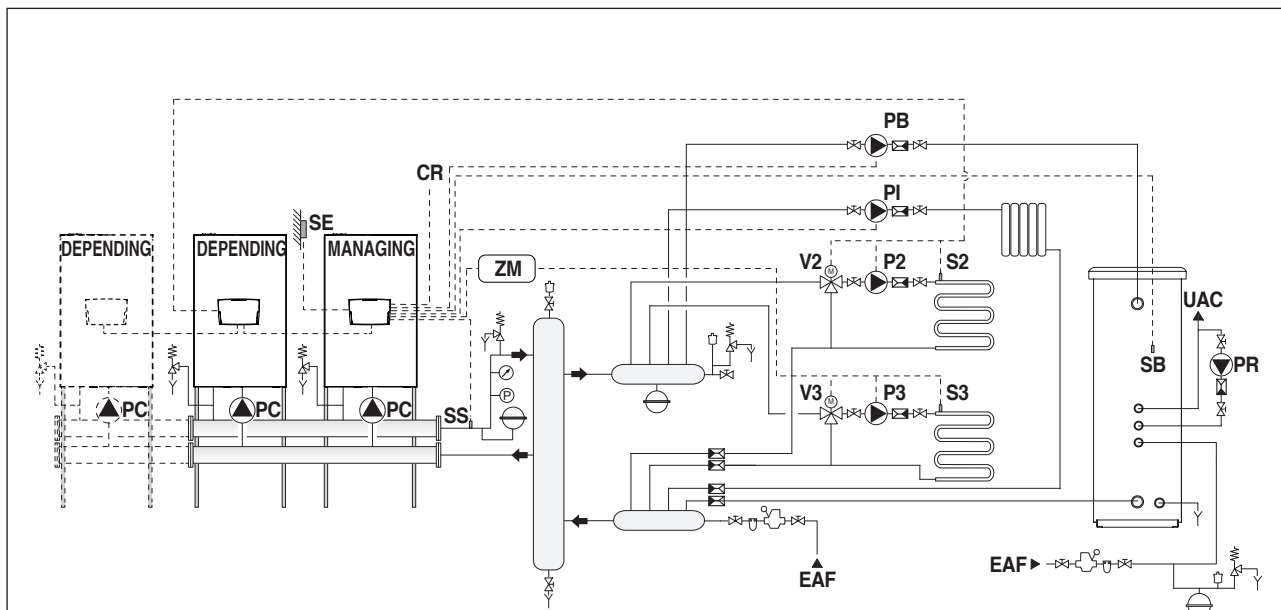 PB
CR
PI
SE
DEPENDING DEPENDING MANAGING
ZM
V2 P2 S2
UAC
M
SB
PR
P
V3 P3 S3
M
PC PC PC SS
EAF
EAF